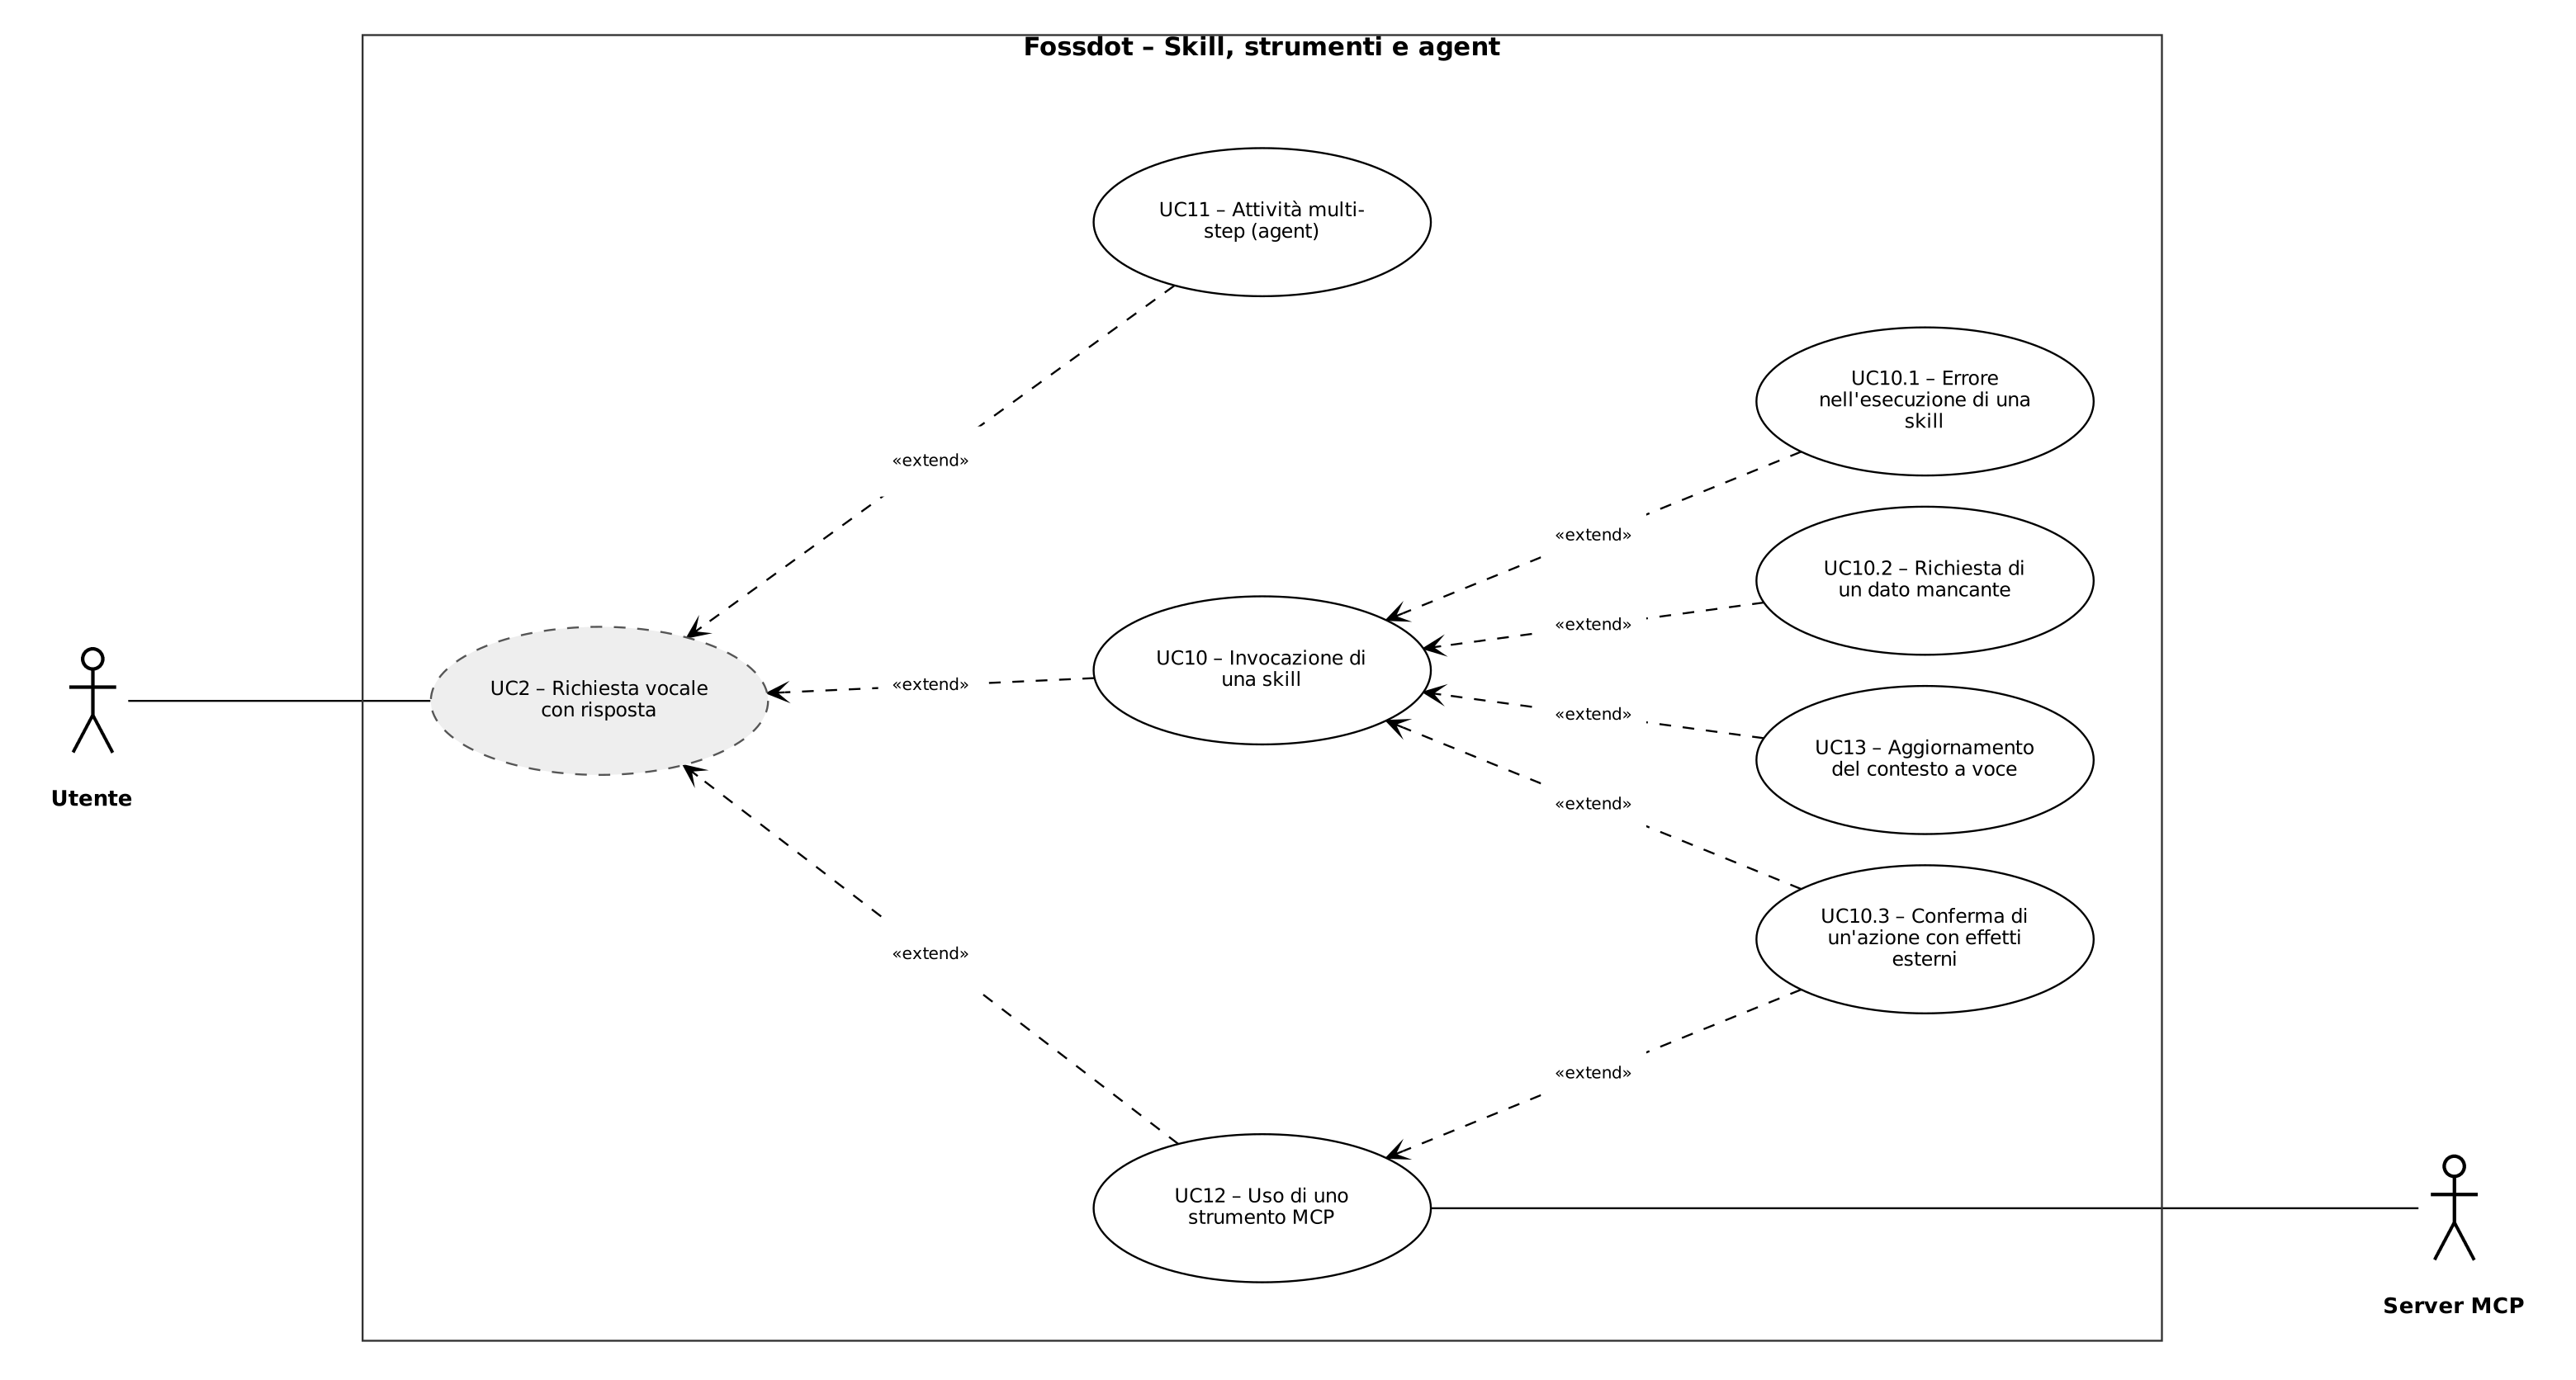 Fossdot – Skill, strumenti e agent
UC11 – Attività multi-
step (agent)
UC10.1 – Errore
nell'esecuzione di una
skill
«extend»
«extend»
UC10.2 – Richiesta di
un dato mancante
«extend»
UC10 – Invocazione di
una skill
UC2 – Richiesta vocale
con risposta
«extend»
«extend»
UC13 – Aggiornamento
del contesto a voce
Utente
«extend»
UC10.3 – Conferma di
un'azione con effetti
esterni
«extend»
«extend»
UC12 – Uso di uno
strumento MCP
Server MCP